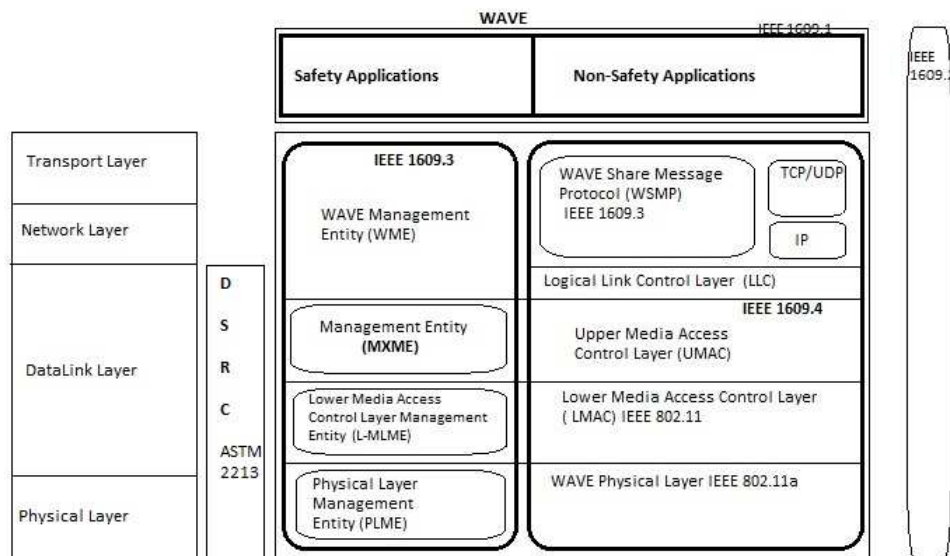 WAVE
IEEE 1609.1
Safety Applications
Non-Safety Applications
IEEE
1609.2
Transport Layer
Network Layer
DataLink Layer
Physical Layer
D
S
R
C
ASTM
2213
IEEE 1609.3
WAVE Management
Entity (WME)
Management Entity
(MXME)
Lower Media Access
Control Layer Management
Entity (L-MLME)
Physical Layer
Management
Entity (PLME)
WAVE Share Message
Protocol (WSMP)
IEEE 1609.3
TCP/UDP
IP
Logical Link Control Layer (LLC)
IEEE 1609.4
Upper Media Access
Control Layer (UMAC)
Lower Media Access Control Layer
( LMAC) IEEE 802.11
WAVE Physical Layer IEEE 802.11a